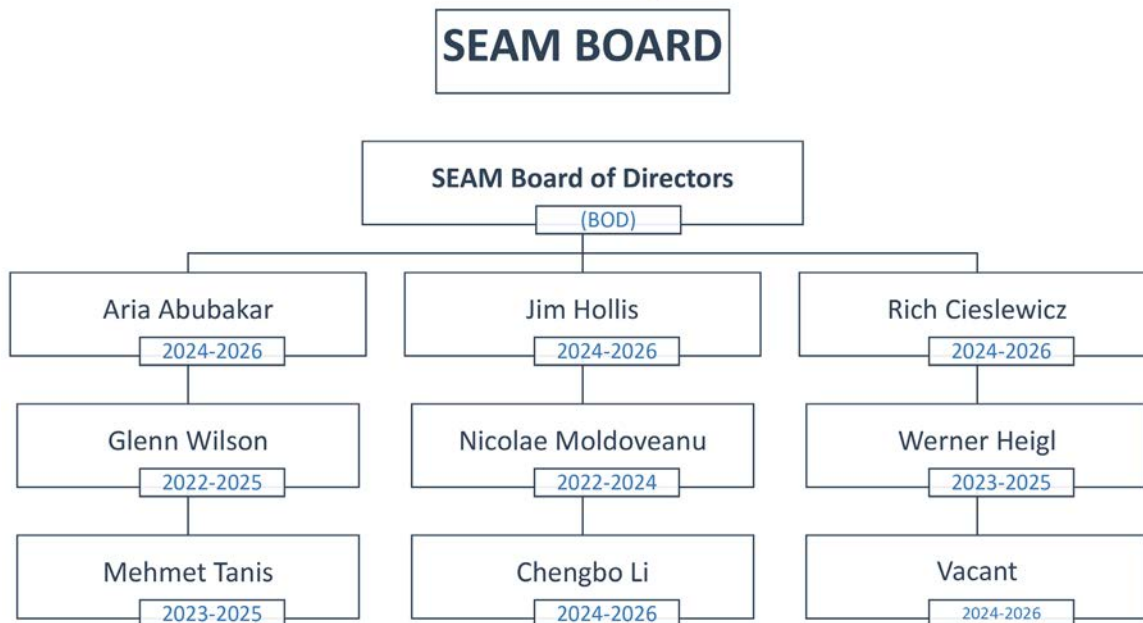 SEAM BOARD
SEAM Board of Directors
(BOD)
Aria Abubakar
Jim Hollis
Rich Cieslewicz
2024-2026
2024-2026
2024-2026
Glenn Wilson
Nicolae Moldoveanu
Werner Heigl
2022-2025
2022-2024
2023-2025
Mehmet Tanis
Chengbo Li
Vacant
2023-2025
2024-2026
2024-2026